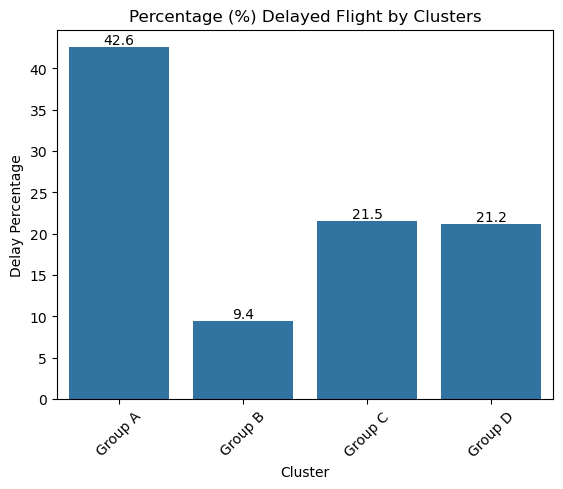 Percentage (%) Delayed Flight by Clusters
42.6
9.4
21.5
21.2
40
35
30
25
20
15
10
5
0
Delay Percentage
Group A
Group B
Group C
Group D
Cluster